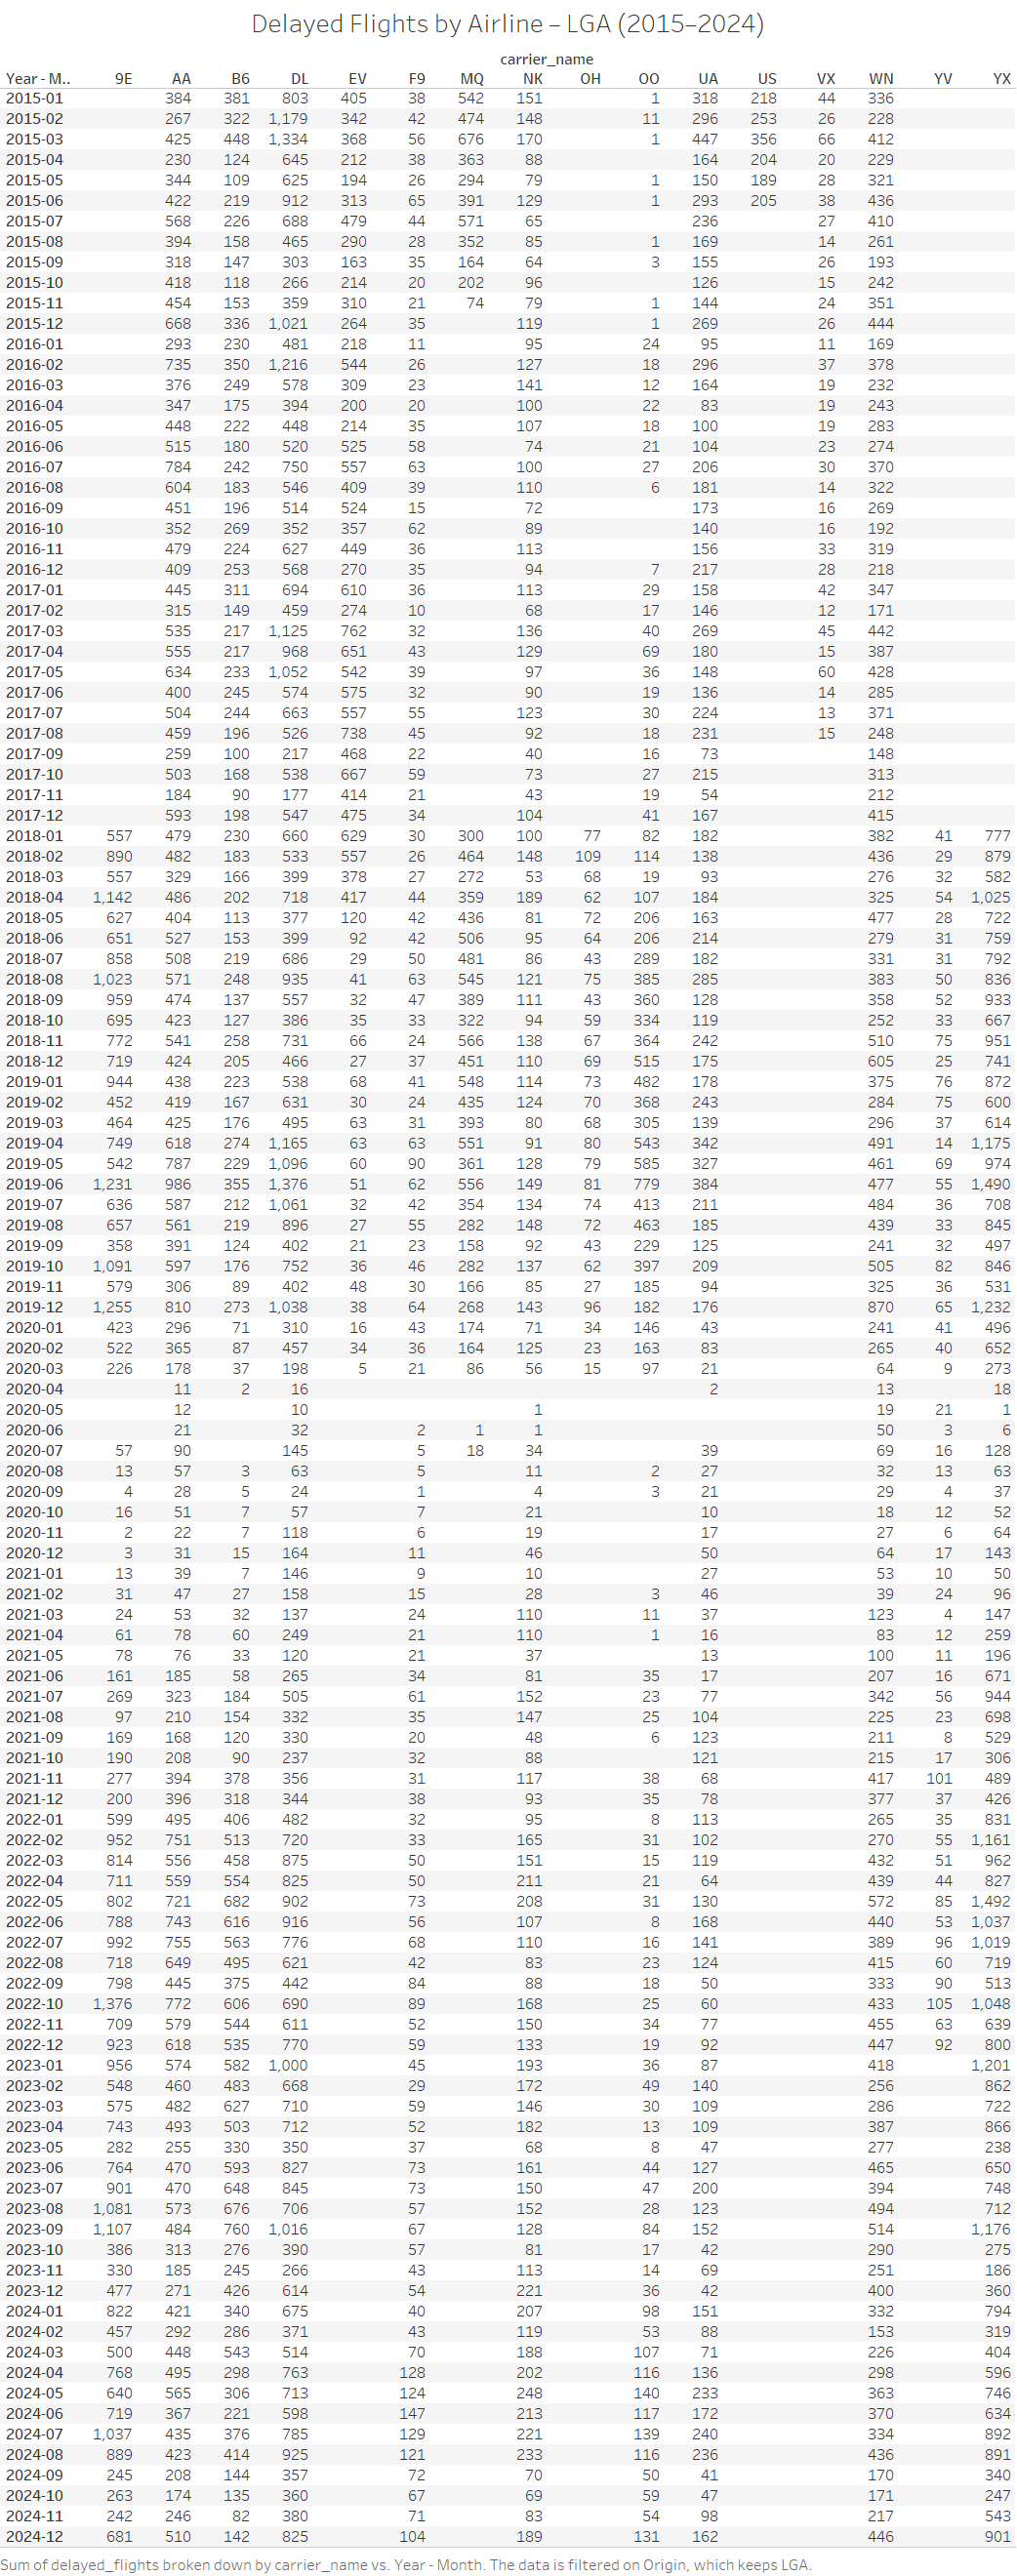 Delayed Flights by Airline – LGA (2015–2024)
carrier_name
Year - M.. 9E AA B6 DL EV F9 MQ NK OH OO UA US VX WN YV YX
2015-01 384 381 803 405 38 542 151 1 318 218 44 336
2015-02 267 322 1,179 342 42 474 148 11 296 253 26 228
2015-03 425 448 1,334 368 56 676 170 1 447 356 66 412
2015-04 230 124 645 212 38 363 88 164 204 20 229
2015-05 344 109 625 194 26 294 79 1 150 189 28 321
2015-06 422 219 912 313 65 391 129 1 293 205 38 436
2015-07 568 226 688 479 44 571 65 236 27 410
2015-08 394 158 465 290 28 352 85 1 169 14 261
2015-09 318 147 303 163 35 164 64 3 155 26 193
2015-10 418 118 266 214 20 202 96 126 15 242
2015-11 454 153 359 310 21 74 79 1 144 24 351
2015-12 668 336 1,021 264 35 119 1 269 26 444
2016-01 293 230 481 218 11 95 24 95 11 169
2016-02 735 350 1,216 544 26 127 18 296 37 378
2016-03 376 249 578 309 23 141 12 164 19 232
2016-04 347 175 394 200 20 100 22 83 19 243
2016-05 448 222 448 214 35 107 18 100 19 283
2016-06 515 180 520 525 58 74 21 104 23 274
2016-07 784 242 750 557 63 100 27 206 30 370
2016-08 604 183 546 409 39 110 6 181 14 322
2016-09 451 196 514 524 15 72 173 16 269
2016-10 352 269 352 357 62 89 140 16 192
2016-11 479 224 627 449 36 113 156 33 319
2016-12 409 253 568 270 35 94 7 217 28 218
2017-01 445 311 694 610 36 113 29 158 42 347
2017-02 315 149 459 274 10 68 17 146 12 171
2017-03 535 217 1,125 762 32 136 40 269 45 442
2017-04 555 217 968 651 43 129 69 180 15 387
2017-05 634 233 1,052 542 39 97 36 148 60 428
2017-06 400 245 574 575 32 90 19 136 14 285
2017-07 504 244 663 557 55 123 30 224 13 371
2017-08 459 196 526 738 45 92 18 231 15 248
2017-09 259 100 217 468 22 40 16 73 148
2017-10 503 168 538 667 59 73 27 215 313
2017-11 184 90 177 414 21 43 19 54 212
2017-12 593 198 547 475 34 104 41 167 415
2018-01 557 479 230 660 629 30 300 100 77 82 182 382 41 777
2018-02 890 482 183 533 557 26 464 148 109 114 138 436 29 879
2018-03 557 329 166 399 378 27 272 53 68 19 93 276 32 582
2018-04 1,142 486 202 718 417 44 359 189 62 107 184 325 54 1,025
2018-05 627 404 113 377 120 42 436 81 72 206 163 477 28 722
2018-06 651 527 153 399 92 42 506 95 64 206 214 279 31 759
2018-07 858 508 219 686 29 50 481 86 43 289 182 331 31 792
2018-08 1,023 571 248 935 41 63 545 121 75 385 285 383 50 836
2018-09 959 474 137 557 32 47 389 111 43 360 128 358 52 933
2018-10 695 423 127 386 35 33 322 94 59 334 119 252 33 667
2018-11 772 541 258 731 66 24 566 138 67 364 242 510 75 951
2018-12 719 424 205 466 27 37 451 110 69 515 175 605 25 741
2019-01 944 438 223 538 68 41 548 114 73 482 178 375 76 872
2019-02 452 419 167 631 30 24 435 124 70 368 243 284 75 600
2019-03 464 425 176 495 63 31 393 80 68 305 139 296 37 614
2019-04 749 618 274 1,165 63 63 551 91 80 543 342 491 14 1,175
2019-05 542 787 229 1,096 60 90 361 128 79 585 327 461 69 974
2019-06 1,231 986 355 1,376 51 62 556 149 81 779 384 477 55 1,490
2019-07 636 587 212 1,061 32 42 354 134 74 413 211 484 36 708
2019-08 657 561 219 896 27 55 282 148 72 463 185 439 33 845
2019-09 358 391 124 402 21 23 158 92 43 229 125 241 32 497
2019-10 1,091 597 176 752 36 46 282 137 62 397 209 505 82 846
2019-11 579 306 89 402 48 30 166 85 27 185 94 325 36 531
2019-12 1,255 810 273 1,038 38 64 268 143 96 182 176 870 65 1,232
2020-01 423 296 71 310 16 43 174 71 34 146 43 241 41 496
2020-02 522 365 87 457 34 36 164 125 23 163 83 265 40 652
2020-03 226 178 37 198 5 21 86 56 15 97 21 64 9 273
2020-04 11 2 16 2 13 18
2020-05 12 10 1 19 21 1
2020-06 21 32 2 1 1 50 3 6
2020-07 57 90 145 5 18 34 39 69 16 128
2020-08 13 57 3 63 5 11 2 27 32 13 63
2020-09 4 28 5 24 1 4 3 21 29 4 37
2020-10 16 51 7 57 7 21 10 18 12 52
2020-11 2 22 7 118 6 19 17 27 6 64
2020-12 3 31 15 164 11 46 50 64 17 143
2021-01 13 39 7 146 9 10 27 53 10 50
2021-02 31 47 27 158 15 28 3 46 39 24 96
2021-03 24 53 32 137 24 110 11 37 123 4 147
2021-04 61 78 60 249 21 110 1 16 83 12 259
2021-05 78 76 33 120 21 37 13 100 11 196
2021-06 161 185 58 265 34 81 35 17 207 16 671
2021-07 269 323 184 505 61 152 23 77 342 56 944
2021-08 97 210 154 332 35 147 25 104 225 23 698
2021-09 169 168 120 330 20 48 6 123 211 8 529
2021-10 190 208 90 237 32 88 121 215 17 306
2021-11 277 394 378 356 31 117 38 68 417 101 489
2021-12 200 396 318 344 38 93 35 78 377 37 426
2022-01 599 495 406 482 32 95 8 113 265 35 831
2022-02 952 751 513 720 33 165 31 102 270 55 1,161
2022-03 814 556 458 875 50 151 15 119 432 51 962
2022-04 711 559 554 825 50 211 21 64 439 44 827
2022-05 802 721 682 902 73 208 31 130 572 85 1,492
2022-06 788 743 616 916 56 107 8 168 440 53 1,037
2022-07 992 755 563 776 68 110 16 141 389 96 1,019
2022-08 718 649 495 621 42 83 23 124 415 60 719
2022-09 798 445 375 442 84 88 18 50 333 90 513
2022-10 1,376 772 606 690 89 168 25 60 433 105 1,048
2022-11 709 579 544 611 52 150 34 77 455 63 639
2022-12 923 618 535 770 59 133 19 92 447 92 800
2023-01 956 574 582 1,000 45 193 36 87 418 1,201
2023-02 548 460 483 668 29 172 49 140 256 862
2023-03 575 482 627 710 59 146 30 109 286 722
2023-04 743 493 503 712 52 182 13 109 387 866
2023-05 282 255 330 350 37 68 8 47 277 238
2023-06 764 470 593 827 73 161 44 127 465 650
2023-07 901 470 648 845 73 150 47 200 394 748
2023-08 1,081 573 676 706 57 152 28 123 494 712
2023-09 1,107 484 760 1,016 67 128 84 152 514 1,176
2023-10 386 313 276 390 57 81 17 42 290 275
2023-11 330 185 245 266 43 113 14 69 251 186
2023-12 477 271 426 614 54 221 36 42 400 360
2024-01 822 421 340 675 40 207 98 151 332 794
2024-02 457 292 286 371 43 119 53 88 153 319
2024-03 500 448 543 514 70 188 107 71 226 404
2024-04 768 495 298 763 128 202 116 136 298 596
2024-05 640 565 306 713 124 248 140 233 363 746
2024-06 719 367 221 598 147 213 117 172 370 634
2024-07 1,037 435 376 785 129 221 139 240 334 892
2024-08 889 423 414 925 121 233 116 236 436 891
2024-09 245 208 144 357 72 70 50 41 170 340
2024-10 263 174 135 360 67 69 59 47 171 247
2024-11 242 246 82 380 71 83 54 98 217 543
2024-12 681 510 142 825 104 189 131 162 446 901
Sum of delayed_flights broken down by carrier_name vs. Year - Month. The data is filtered on Origin, which keeps LGA.